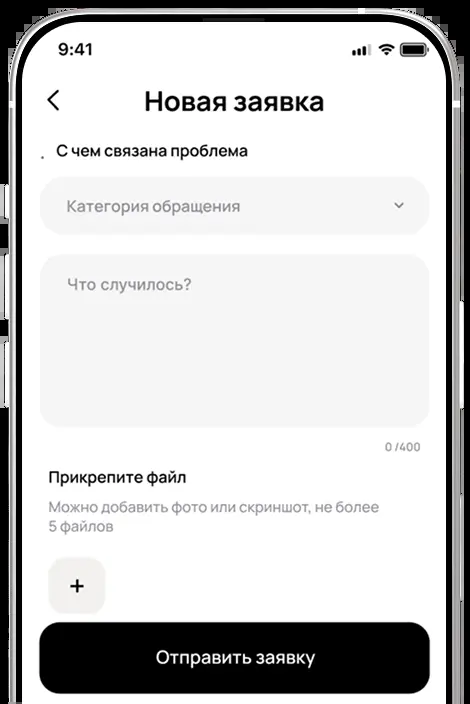 9:41
Новая заявка
С чем связана проблема
Категория обращения
Что случилось?
0 /400
Прикрепите файл
Можно добавить фото или скриншот, не более
5 файлов
+
Отправить заявку